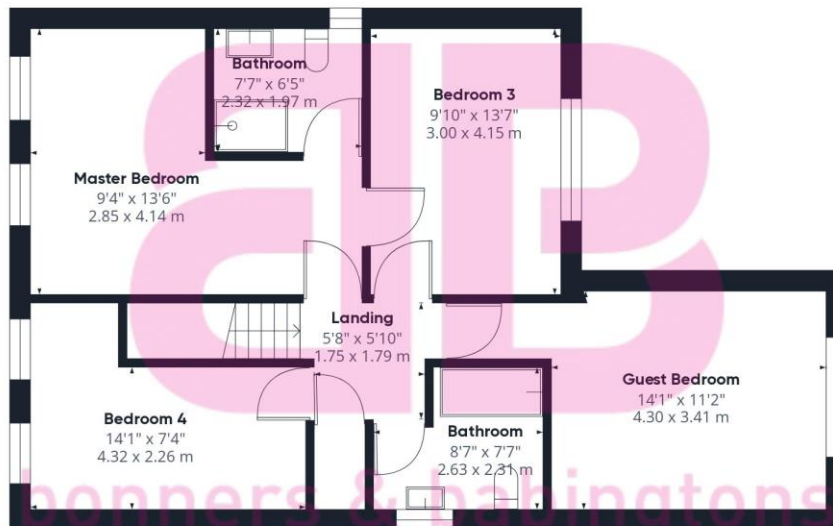 Bathroom
7'7" x 6'5"
2.32 x 1.97 m
Bedroom 3
9'10" x 13'7"
3.00 x 4.15 m
Master Bedroom
9'4" x 13'6"
2.85 x 4.14 m
Landing
5'8" x 5'10"
1.75 x 1.79 m
Guest Bedroom
14'1" x 11'2"
4.30 x 3.41 m
Bedroom 4
14'1" x 7'4"
4.32 x 2.26 m
Bathroom
8'7" x 7'7"
2.63 x 2.31 m
bonners & babingtons